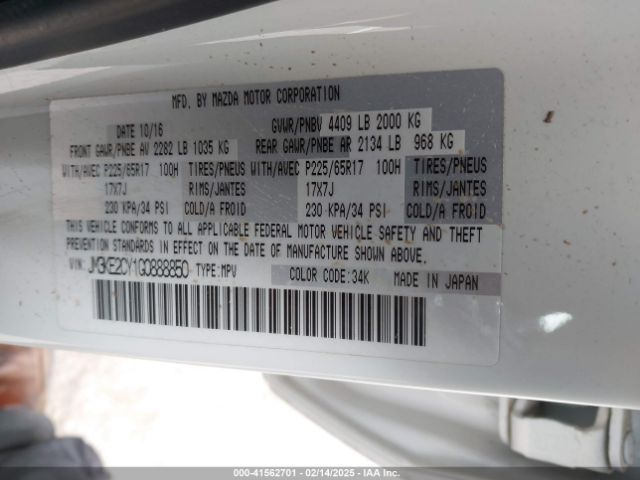 MFD. BY MAZDA MOTOR CORPORATION
DATE 10/16 GVWR/PNBV 4409 LB 2000 KG
FRONT GAWR/PNBE AV 2282 LB 1035 KG REAR GAWR/PNBE AR 2134 LB 968 KG
WITH/AVEC P225/65R17 100H TIRES/PNEUS WITH/AVEC P225/65R17 100H TIRES/PNEUS
17X7J RIMS/JANTES 17X7J RIMS/JANTES
230 KPA/34 PSI COLD/A FROID 230 KPA/34 PSI COLD/A FROID
THIS VEHICLE CONFORMS TO ALL APPLICABLE FEDERAL MOTOR VEHICLE SAFETY AND THEFT
PREVENTION STANDARDS IN EFFECT ON THE DATE OF MANUFACTURE SHOWN ABOVE.
VIN: JM3KE2CY1G0888850 TYPE:MPV COLOR CODE: 34K MADE IN JAPAN
000-41562701 - 02/14/2025 - IAA Inc.